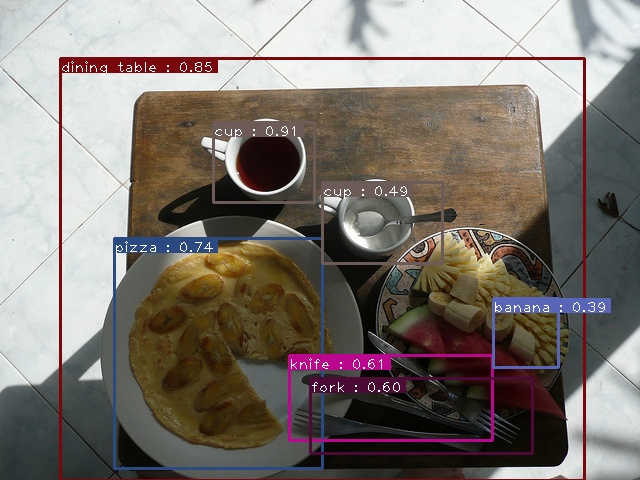 dining table : 0.85
cup : 0.91
cup : 0.49
pizza : 0.74
banana : 0.39
knife : 0.61
fork : 0.60